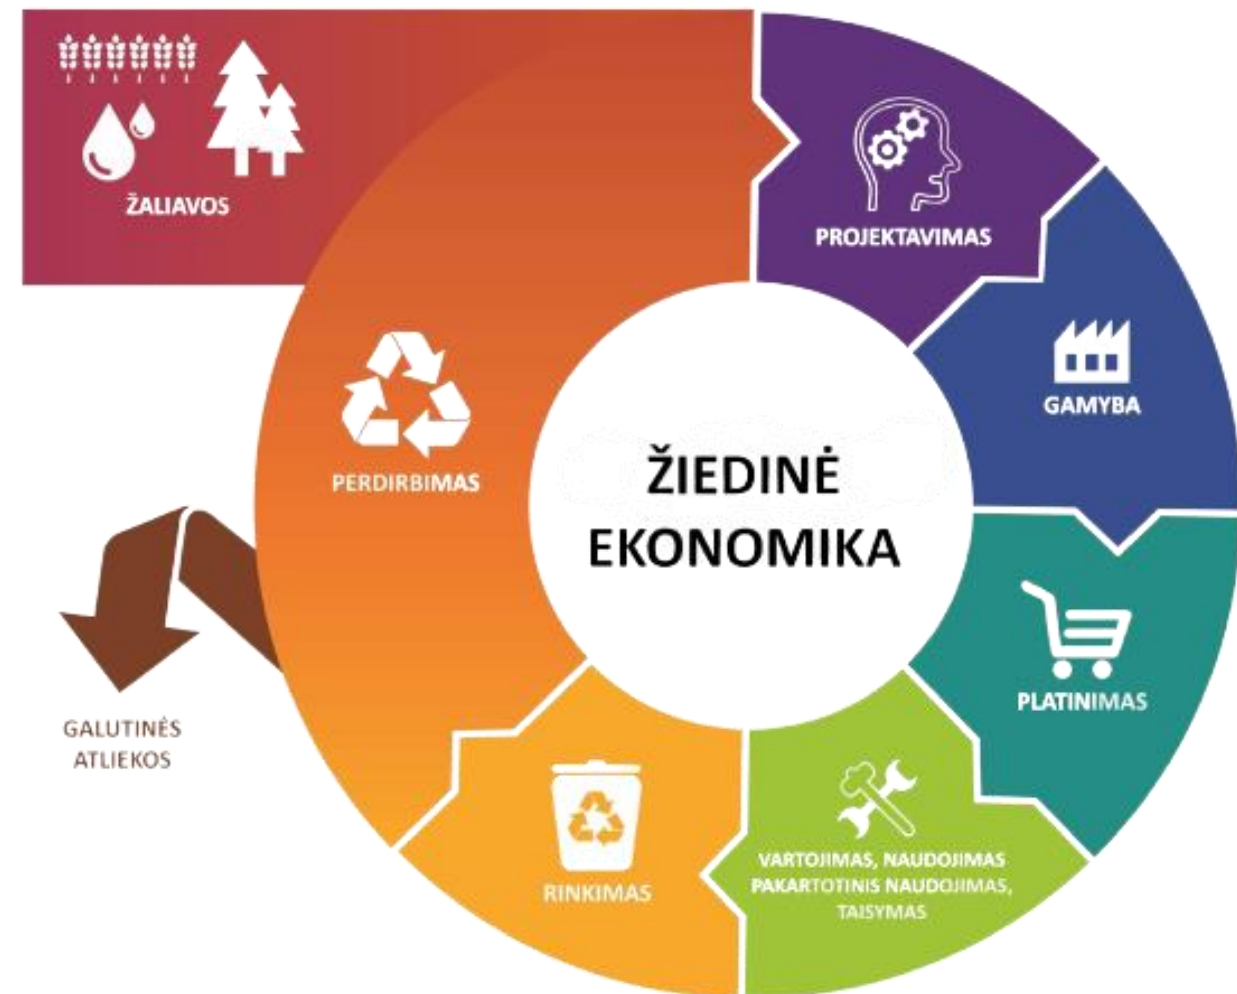 ŽALIAVOS
PROJEKTAVIMAS
GAMYBA
PLATINIMAS
VARTOJIMAS, NAUDOJIMAS
PAKARTOTINIS NAUDOJIMAS,
TAISYMAS
RINKIMAS
PERDIRBIMAS
GALUTINĖS
ATLIEKOS
ŽIEDINĖ
EKONOMIKA